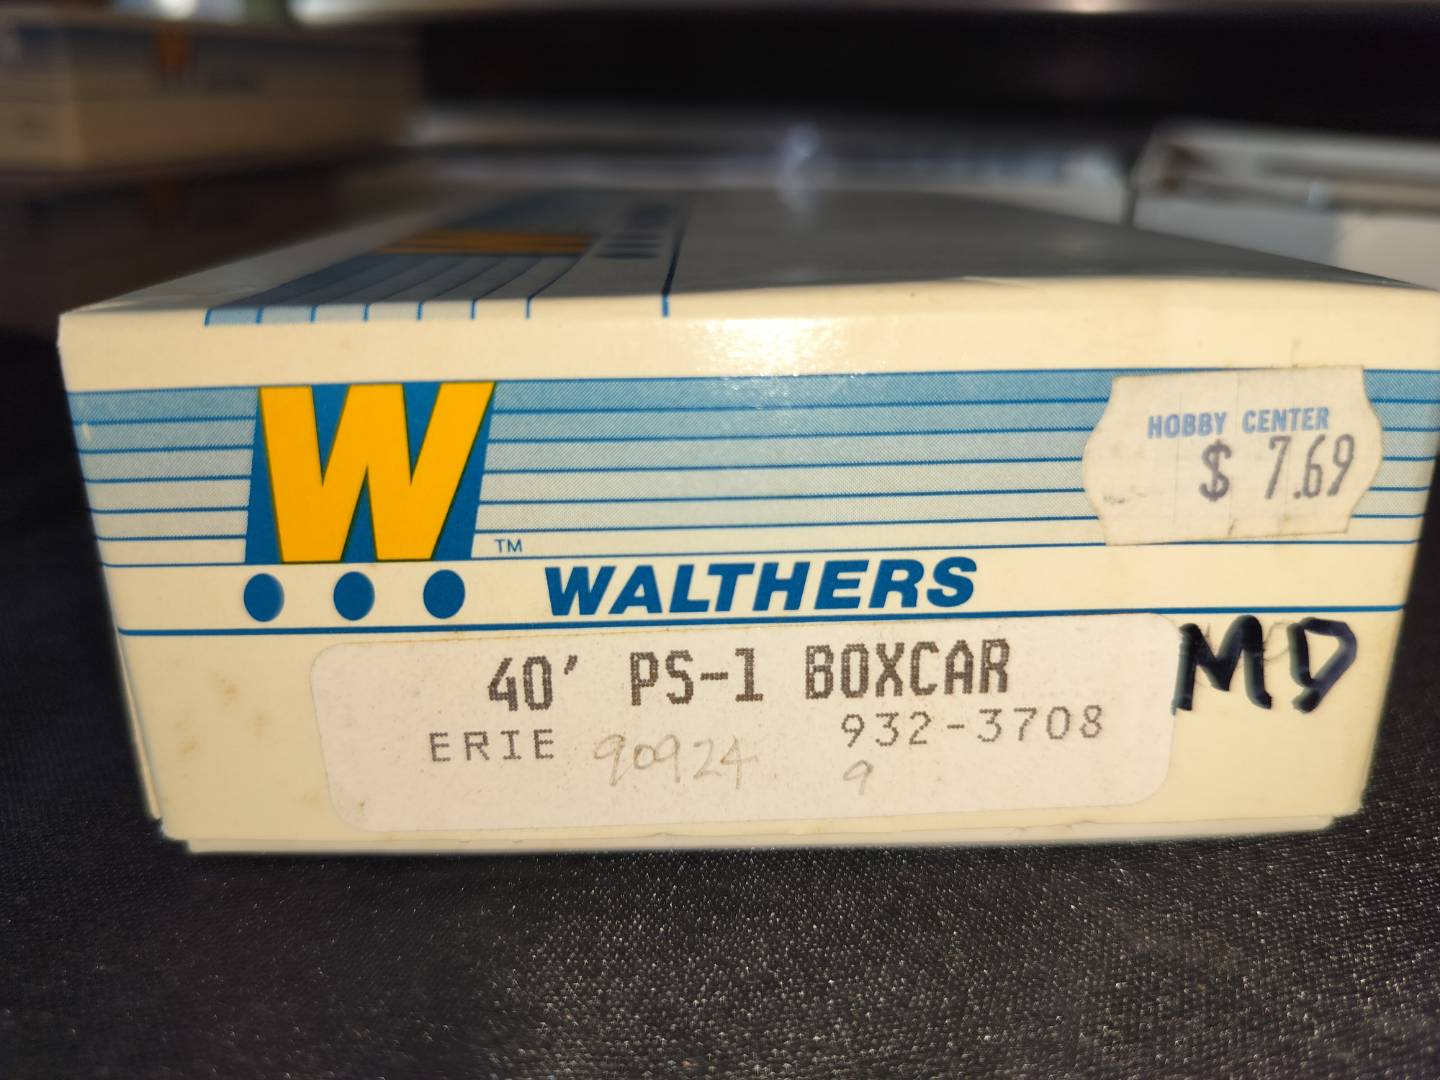 HOBBY CENTER
$ 7.69
W
TM
WALTHERS
40' PS-1 BOXCAR
MD
ERIE 90924 932-3708
9